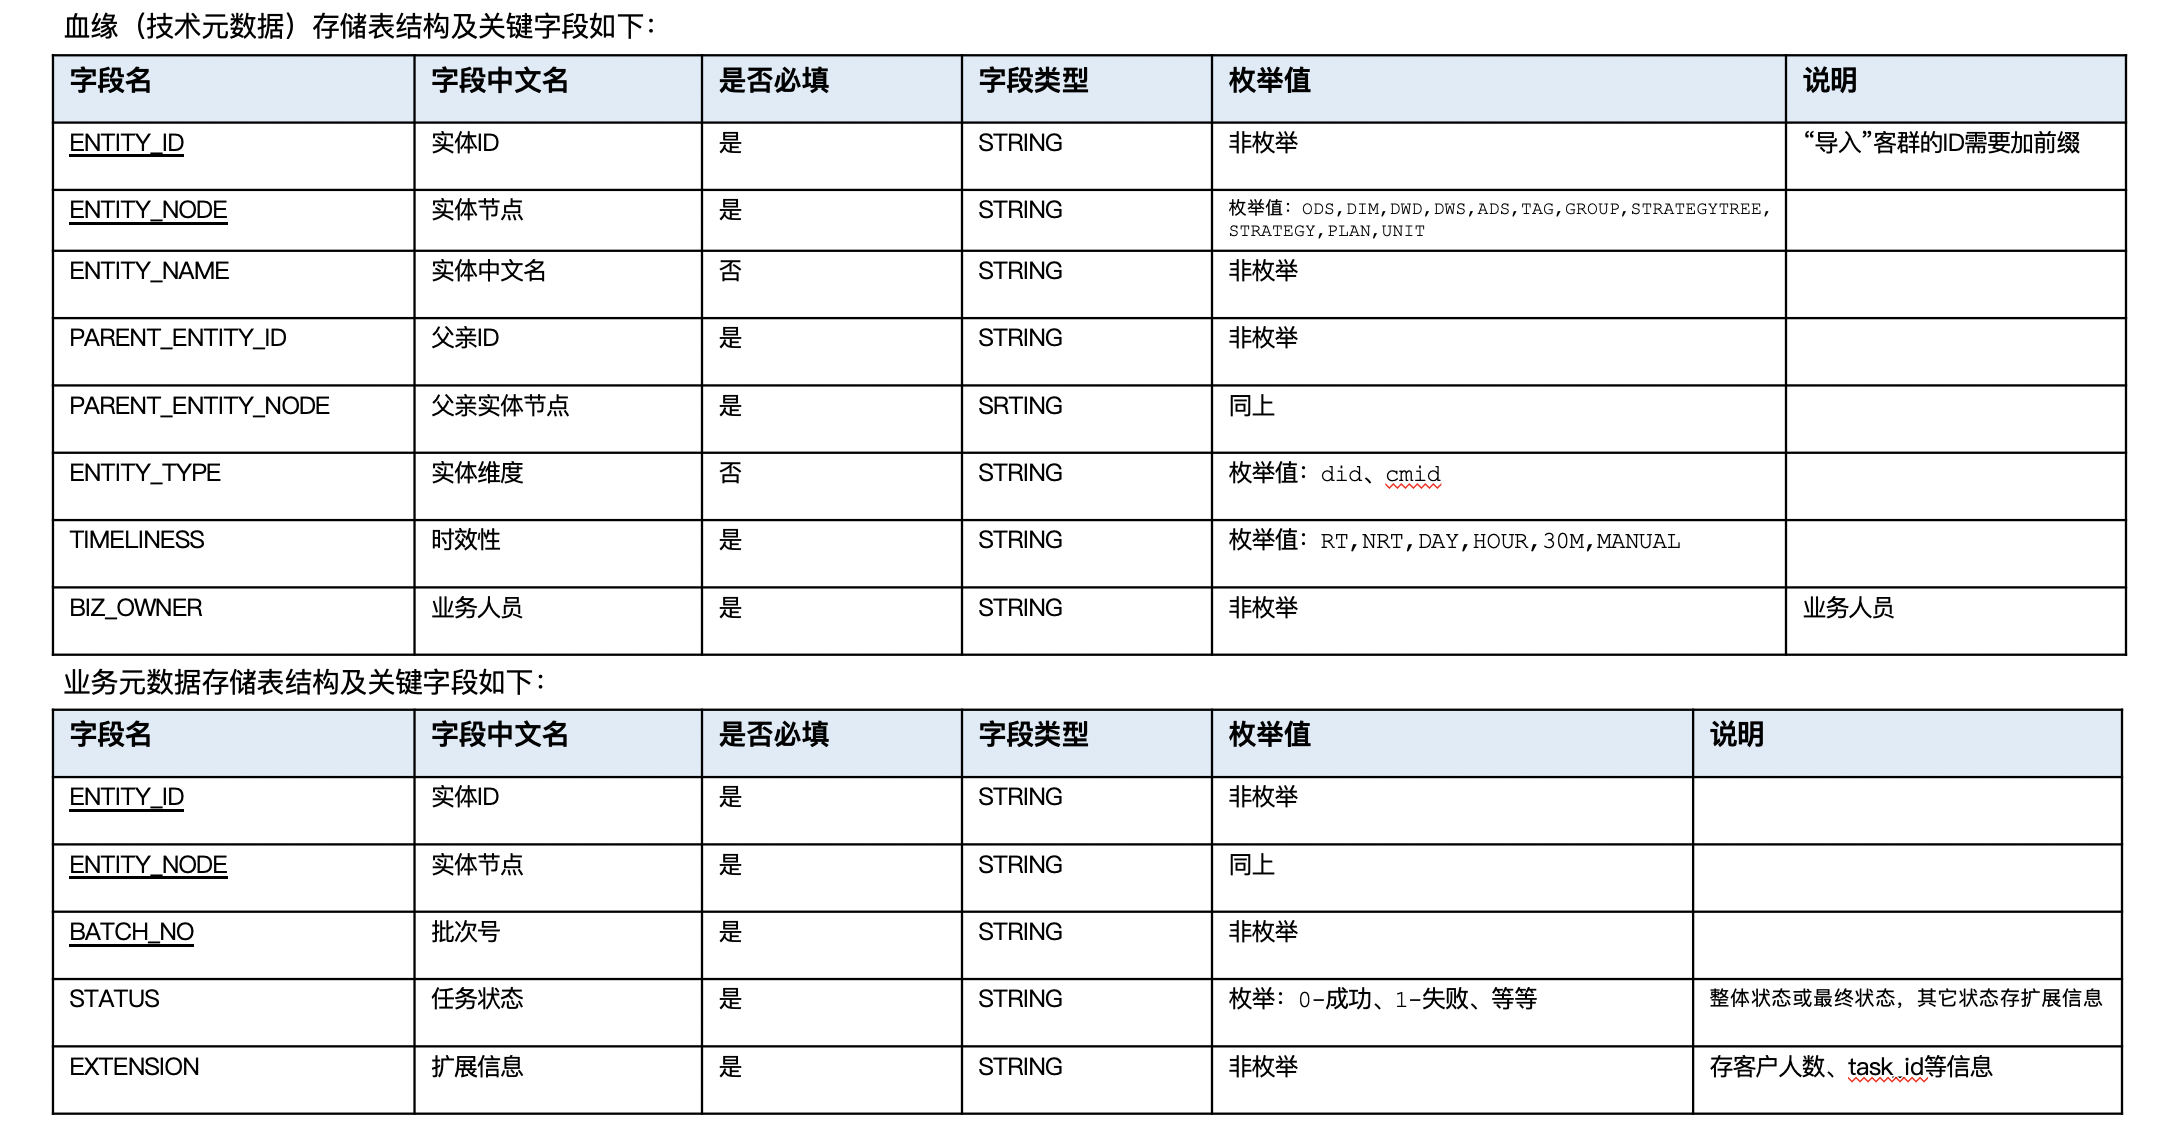 血缘（技术元数据）存储表结构及关键字段如下：
字段名 字段中文名 是否必填 字段类型 枚举值 说明
ENTITY_ID 实体ID 是 STRING 非枚举 “导入”客群的ID需要加前缀
ENTITY_NODE 实体节点 是 STRING 枚举值：ODS,DIM,DWD,DWS,ADS,TAG,GROUP,STRATEGYTREE,
STRATEGY,PLAN,UNIT
ENTITY_NAME 实体中文名 否 STRING 非枚举
PARENT_ENTITY_ID 父亲ID 是 STRING 非枚举
PARENT_ENTITY_NODE 父亲实体节点 是 SRTING 同上
ENTITY_TYPE 实体维度 否 STRING 枚举值：did、cmid
TIMELINESS 时效性 是 STRING 枚举值：RT,NRT,DAY,HOUR,30M,MANUAL
BIZ_OWNER 业务人员 是 STRING 非枚举 业务人员
业务元数据存储表结构及关键字段如下：
字段名 字段中文名 是否必填 字段类型 枚举值 说明
ENTITY_ID 实体ID 是 STRING 非枚举
ENTITY_NODE 实体节点 是 STRING 同上
BATCH_NO 批次号 是 STRING 非枚举
STATUS 任务状态 是 STRING 枚举：0-成功、1-失败、等等 整体状态或最终状态，其它状态存扩展信息
EXTENSION 扩展信息 是 STRING 非枚举 存客户人数、task_id等信息